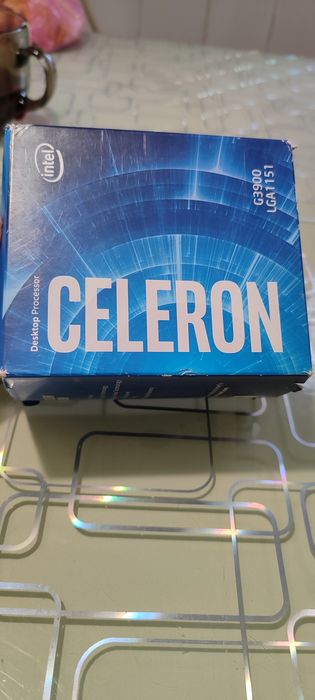 intel
G3900
LGA1151
Desktop Processor
CELERON